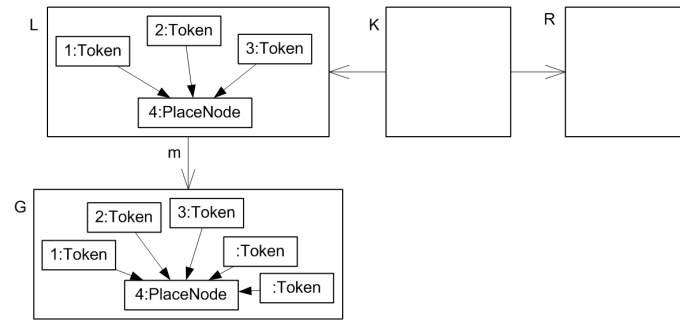 L
1:Token
2:Token
3:Token
4:PlaceNode
K
R
m
G
1:Token
2:Token
3:Token
:Token
:Token
4:PlaceNode